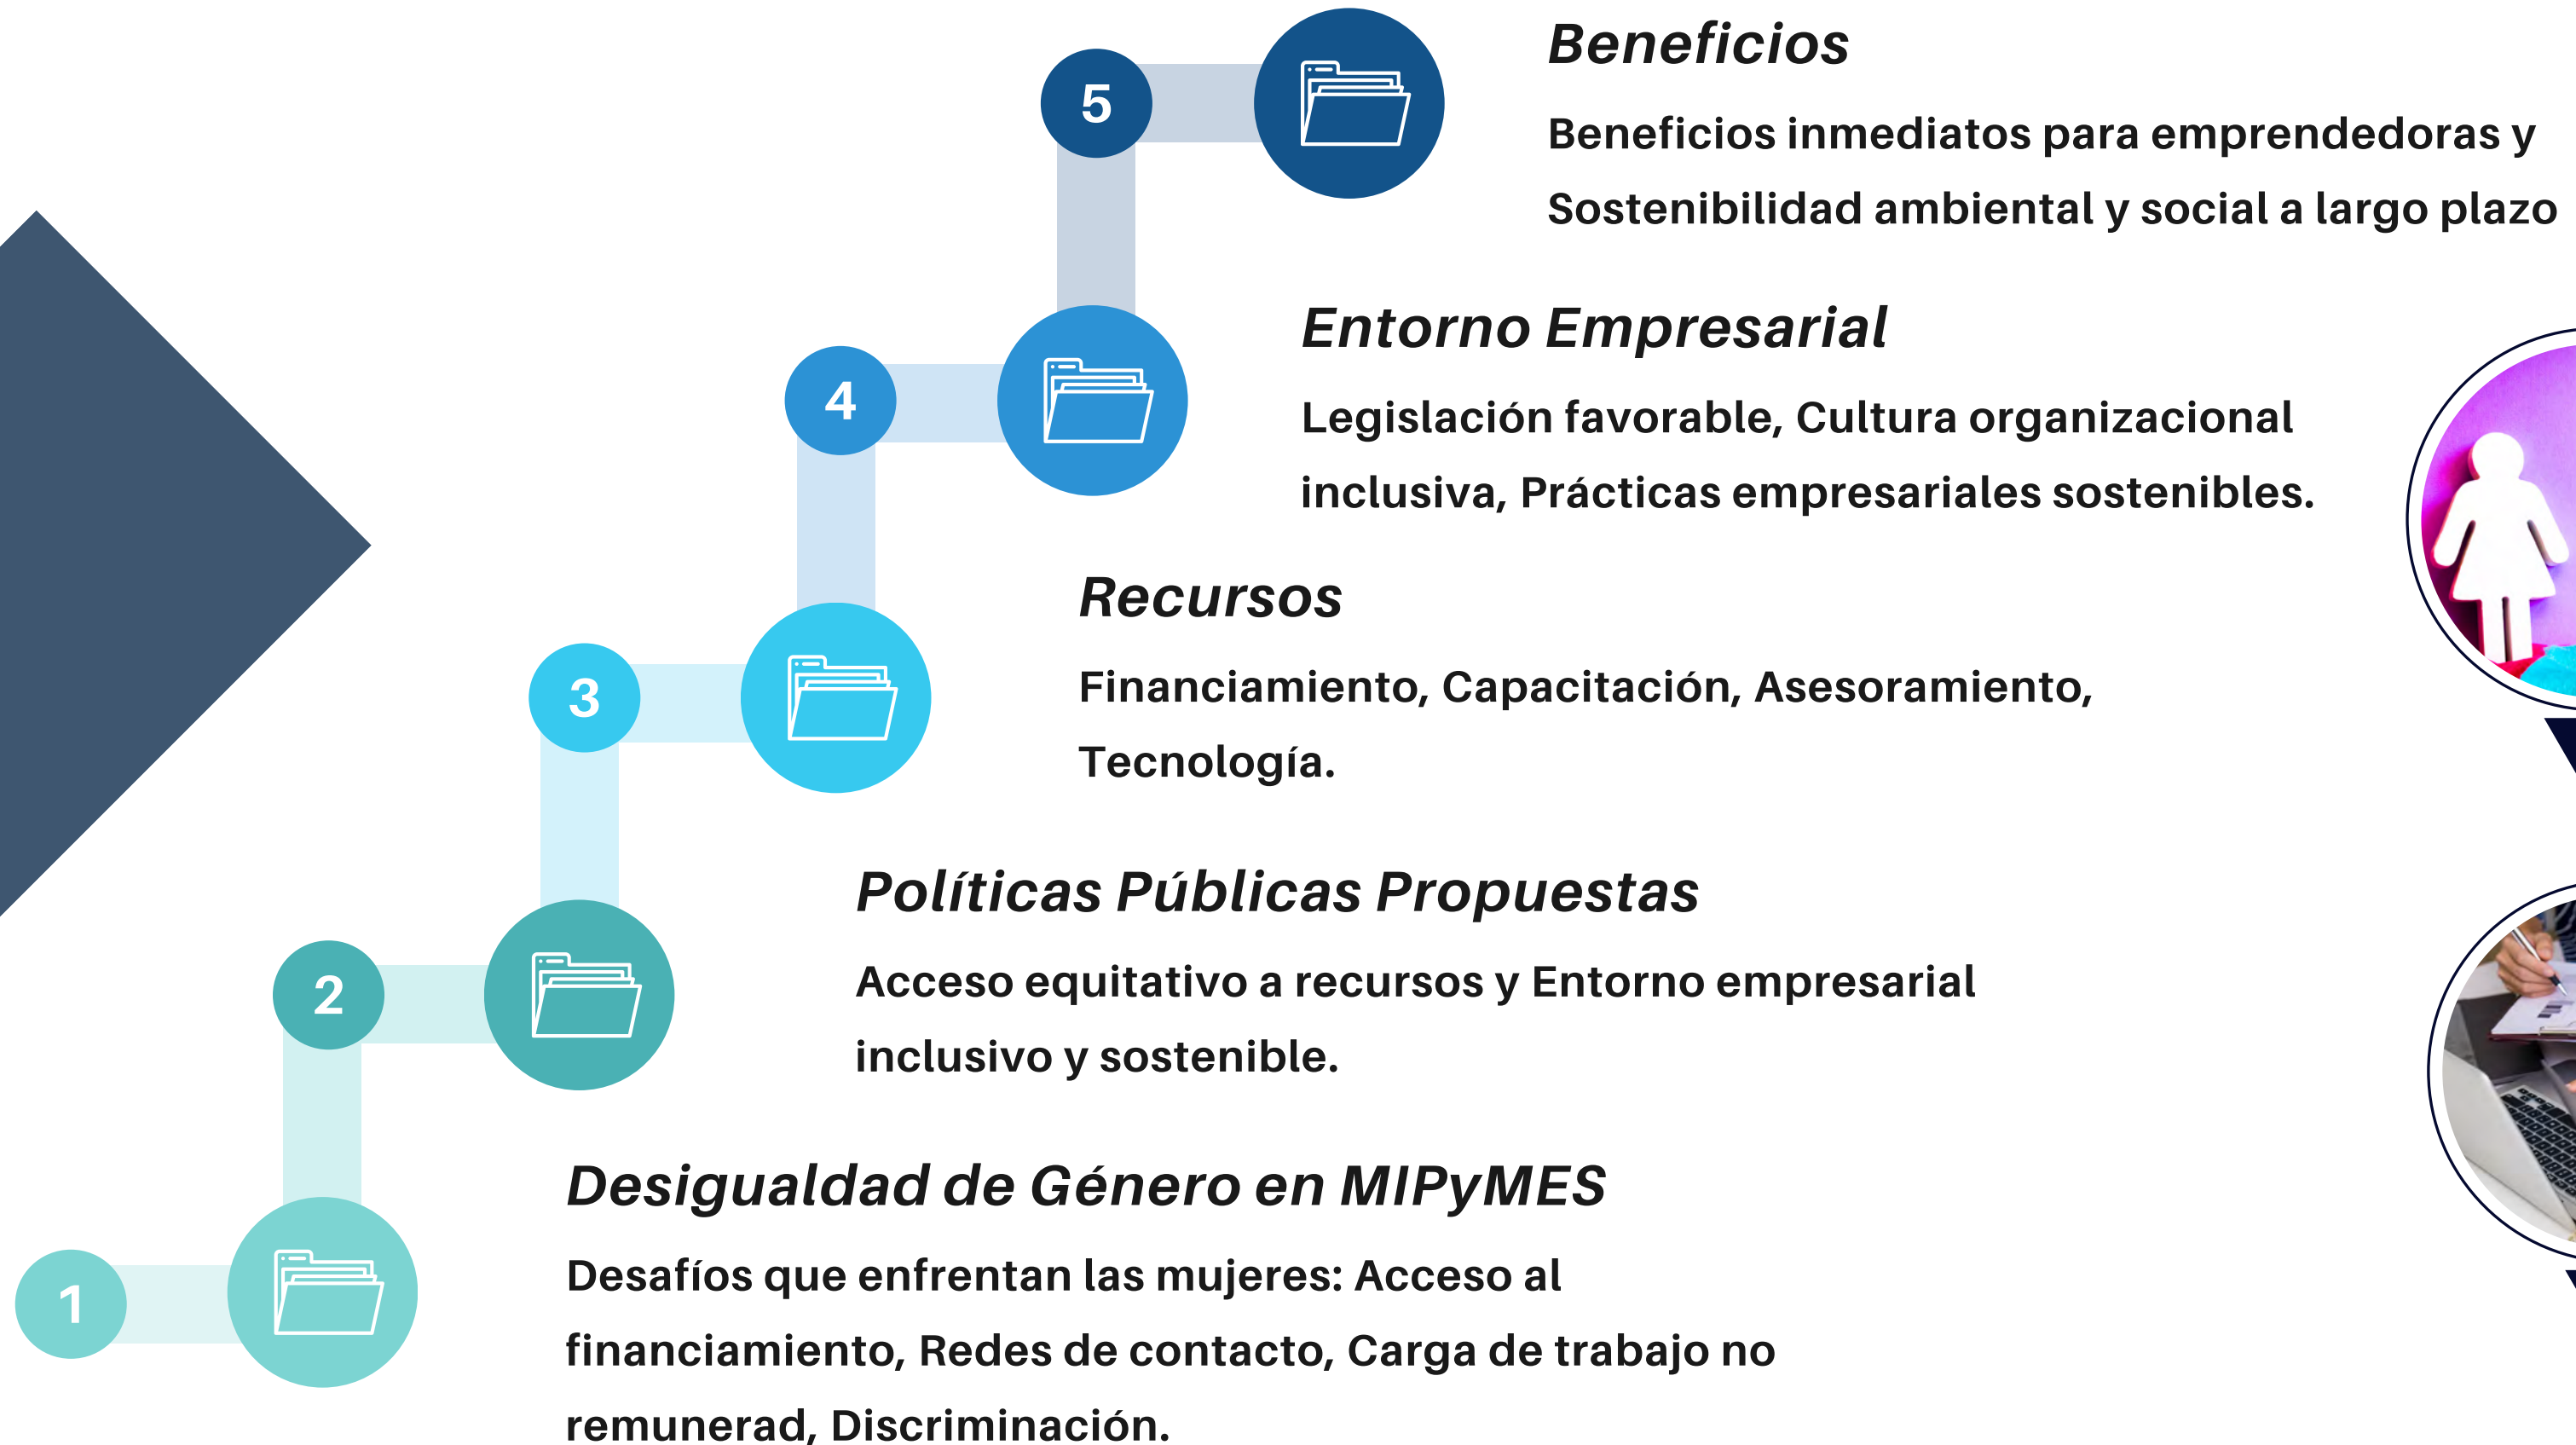 5
Beneficios
Beneficios inmediatos para emprendedoras y
Sostenibilidad ambiental y social a largo plazo
4
Entorno Empresarial
Legislación favorable, Cultura organizacional
inclusiva, Prácticas empresariales sostenibles.
3
Recursos
Financiamiento, Capacitación, Asesoramiento,
Tecnología.
2
Políticas Públicas Propuestas
Acceso equitativo a recursos y Entorno empresarial
inclusivo y sostenible.
1
Desigualdad de Género en MIPyMES
Desafíos que enfrentan las mujeres: Acceso al
financiamiento, Redes de contacto, Carga de trabajo no
remunerad, Discriminación.